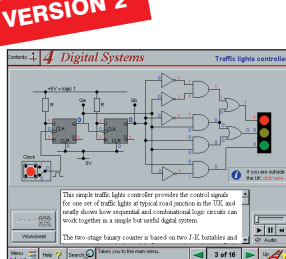 VERSION 2
Contents 4 4 Digital Systems Traffic lights controller
+5V = logic 1
R R
Qa Qb
J Q J Q
CLK CLK
K K
0V
Clock
If you are outside
the UK click here.
This simple traffic lights controller provides the control signals
for one set of traffic lights at typical road junction in the UK and
neatly shows how sequential and combinational logic circuits can
work together in a simple but useful digital system.
The two-stage binary counter is based on two J-K bistables and
Worksheet
Audio
Menu Help ? Search Takes you to the main menu. 3 of 16 Up